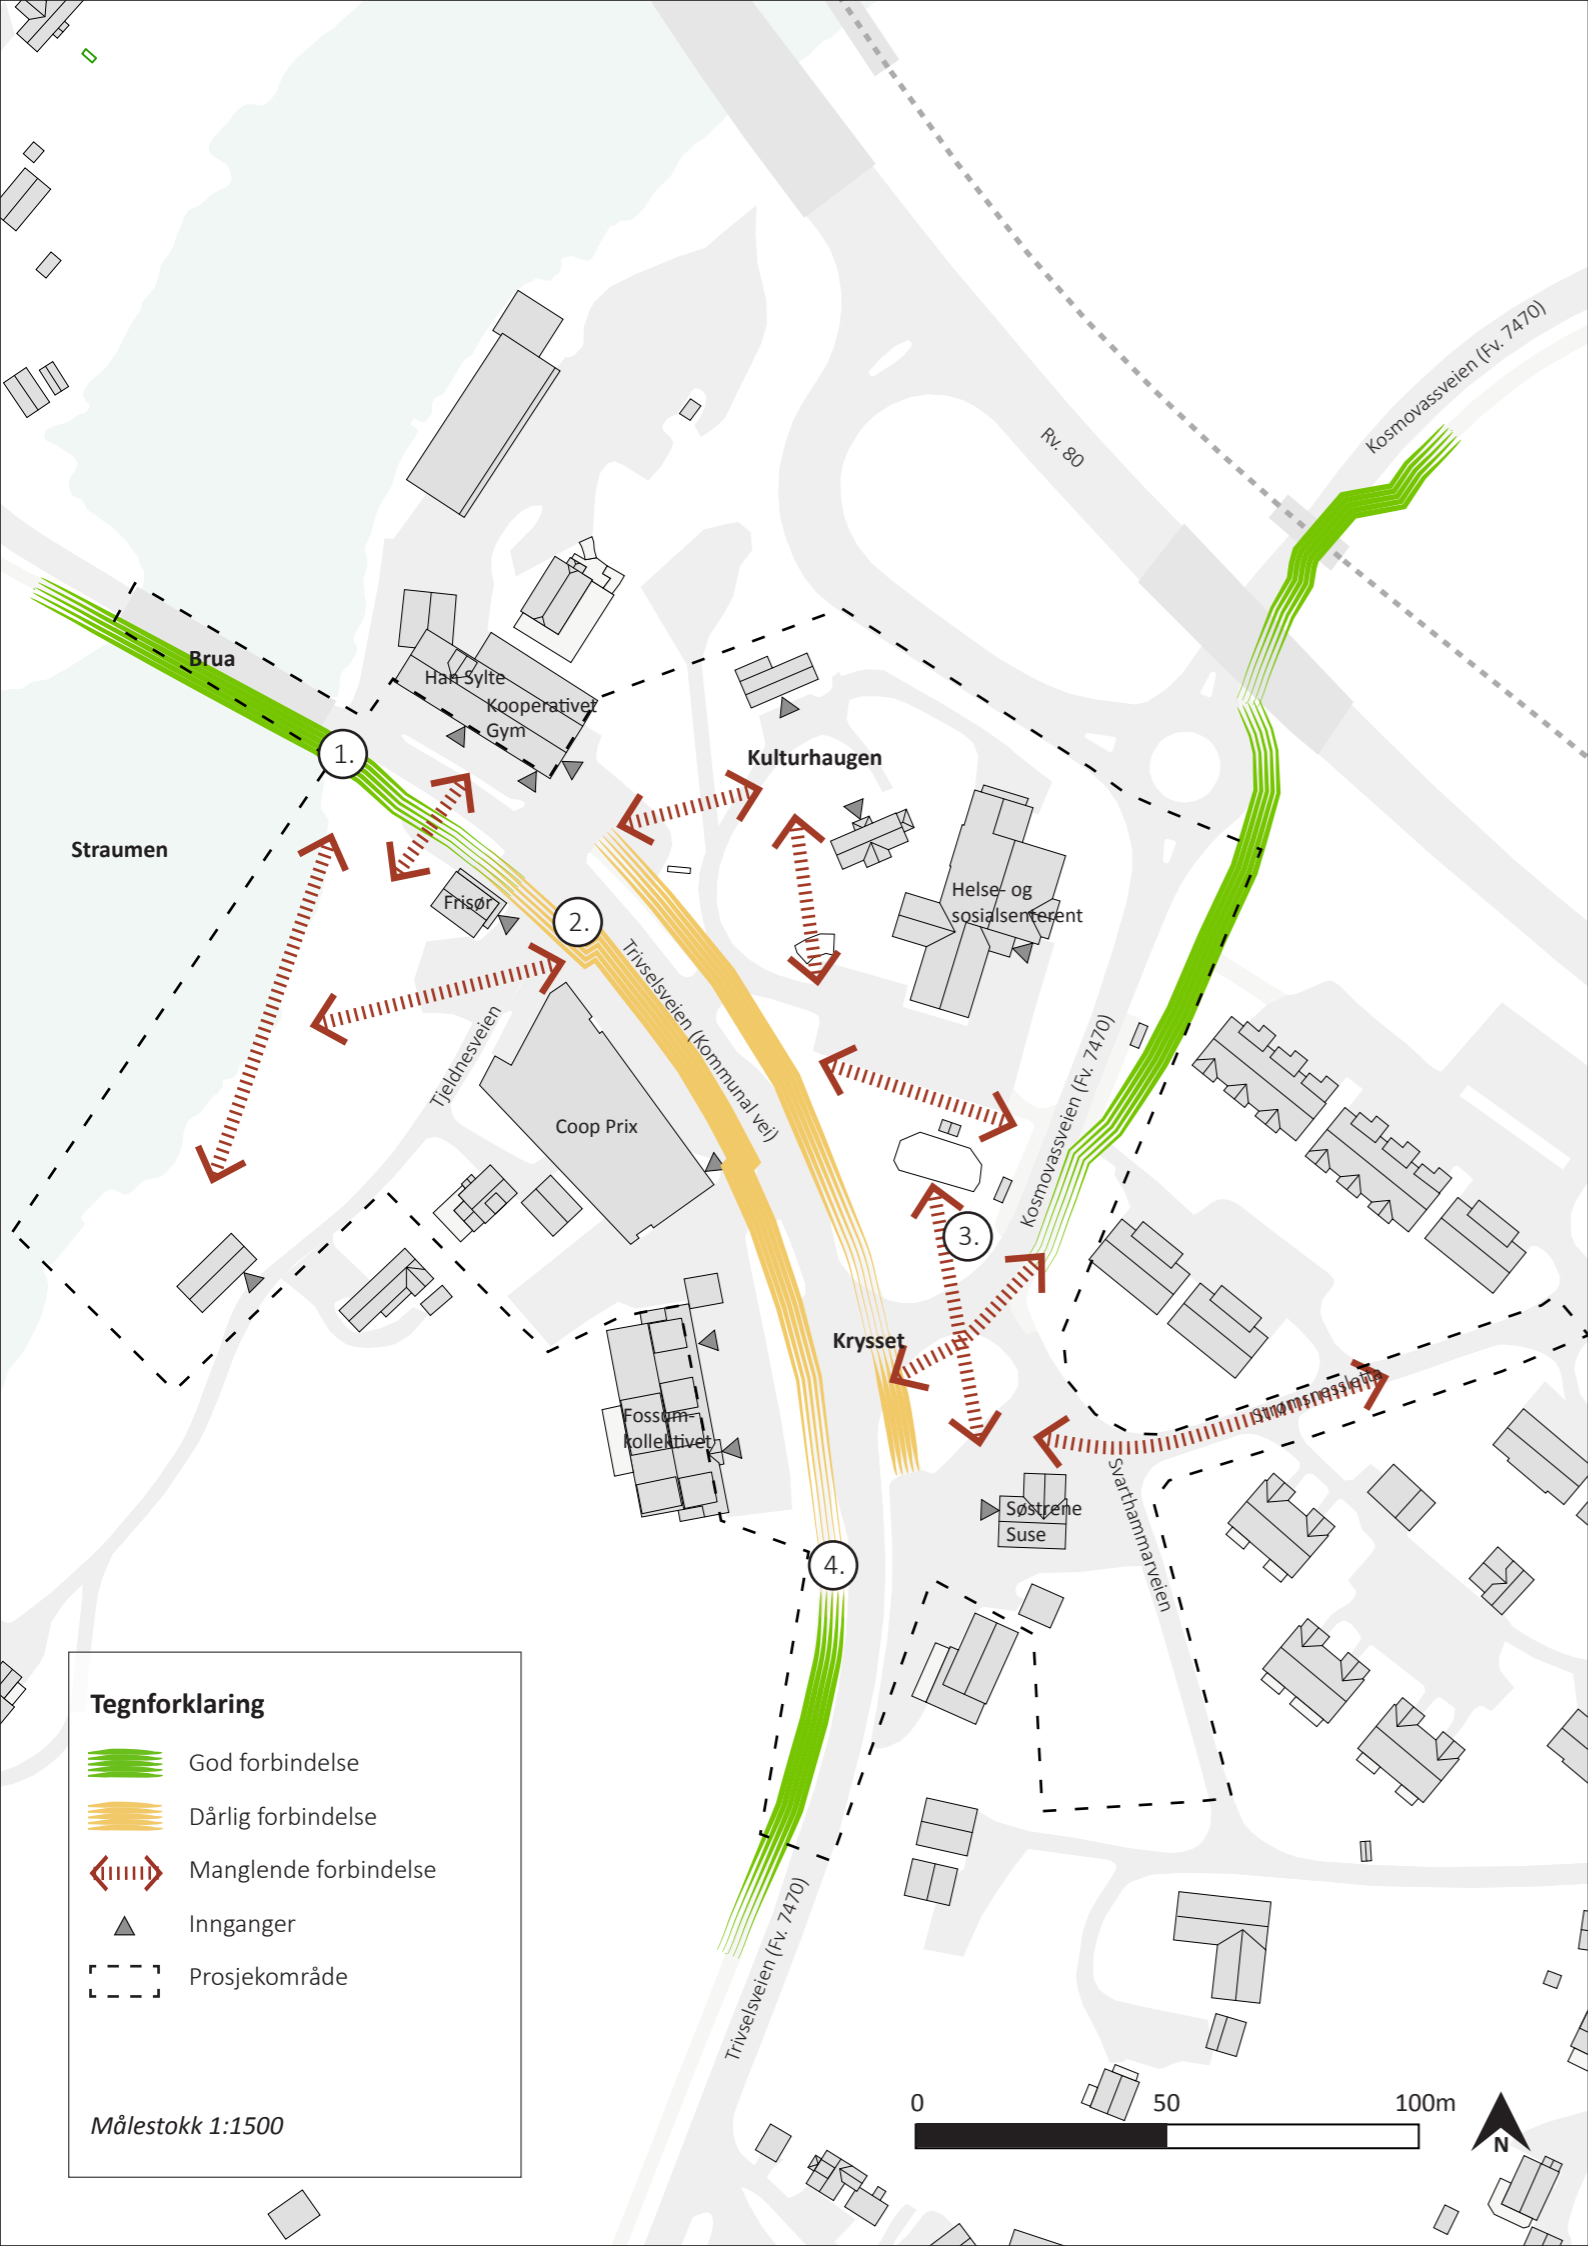 Kosmovassveien (Fv. 7470)
Rv. 80
Brua
Han Sylte
Kooperativet
Gym
Kulturhaugen
1.
Straumen
Helse- og
sosialsenterent
Frisør
2.
Trivselsveien (Kommunal vei)
Tjeldnesveien
Kosmovassveien (Fv. 7470)
Coop Prix
3.
Krysset
Strømsnessletta
Fossum-
kollektivet
Svarthammarveien
Søstrene
Suse
4.
Tegnforklaring
God forbindelse
Dårlig forbindelse
Manglende forbindelse
Innganger
Prosjekområde
Målestokk 1:1500
Trivselsveien (Fv. 7470)
0 50 100m
N